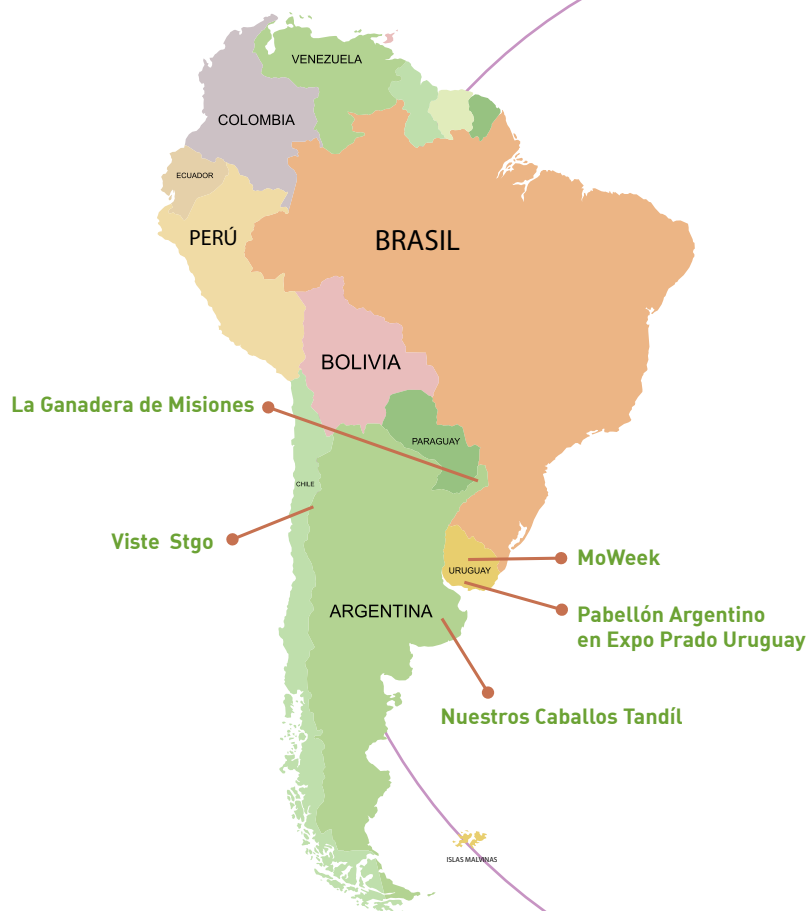 VENEZUELA
COLOMBIA
ECUADOR
PERÚ
BRASIL
BOLIVIA
La Ganadera de Misiones
PARAGUAY
CHILE
Viste Stgo
MoWeek
URUGUAY
ARGENTINA
Pabellón Argentino
en Expo Prado Uruguay
Nuestros Caballos Tandíl
ISLAS MALVINAS